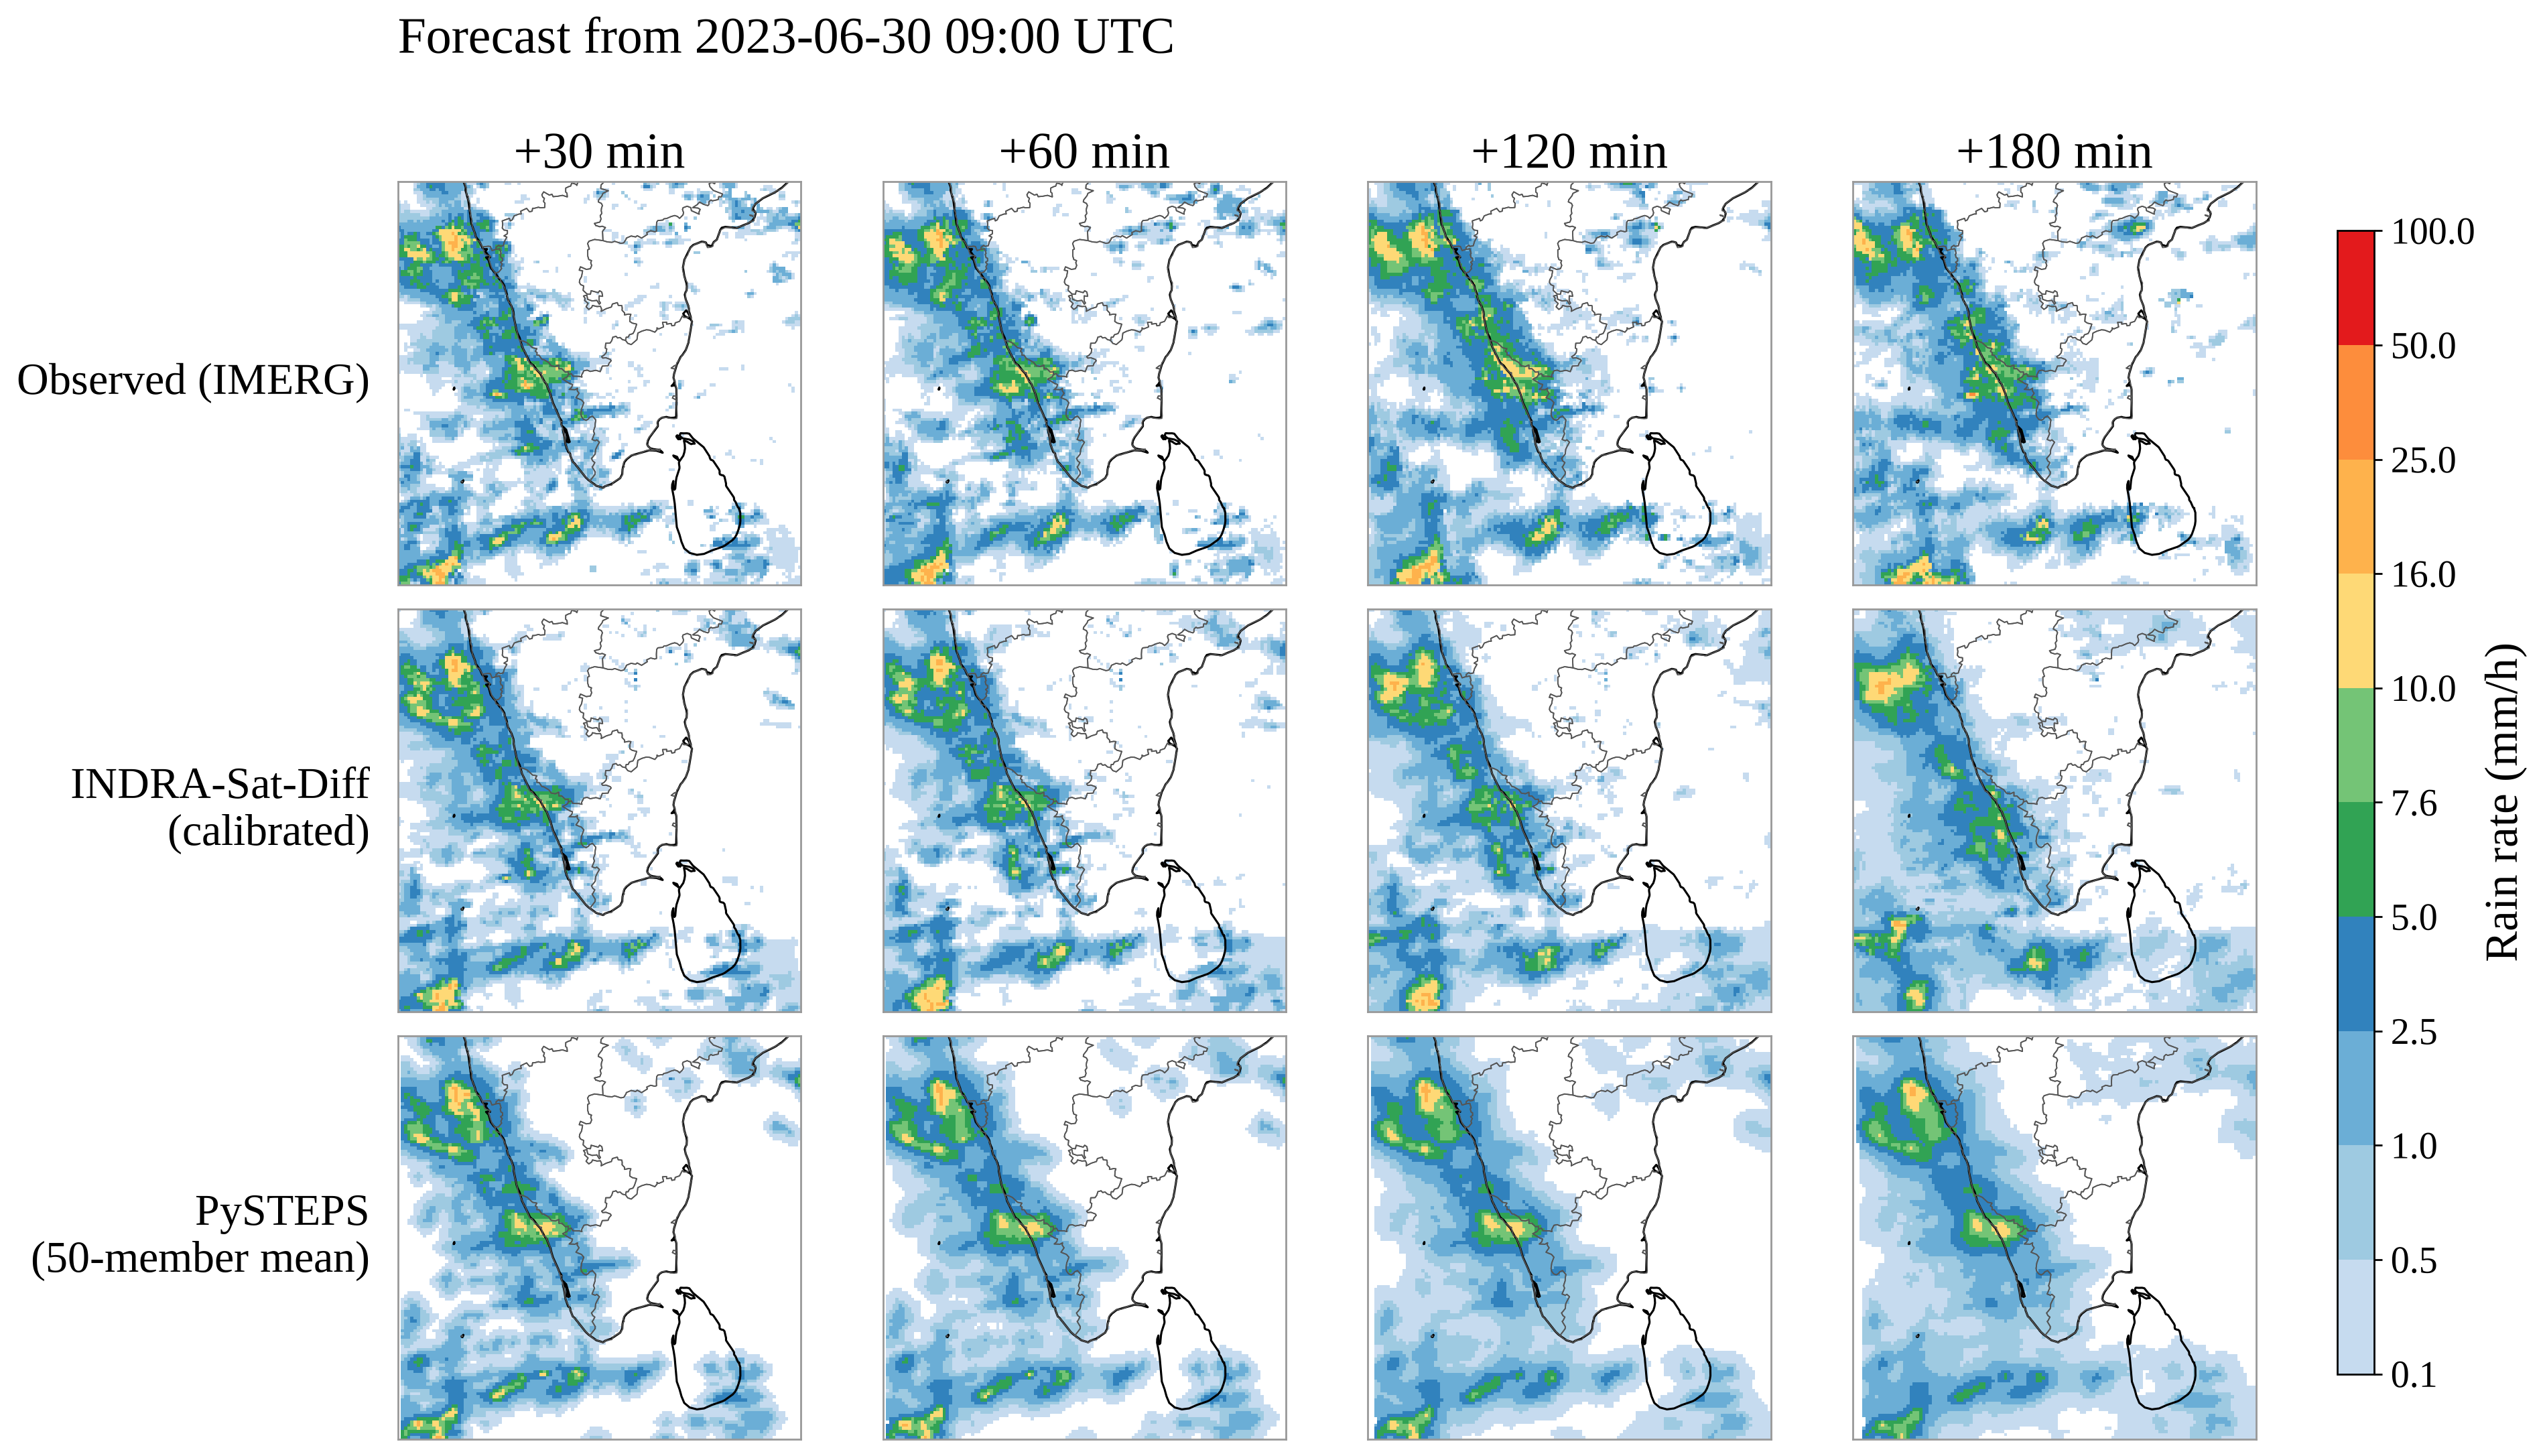 Forecast from 2023-06-30 09:00 UTC
+30 min
+60 min
+120 min
+180 min
Observed (IMERG)
INDRA-Sat-Diff
(calibrated)
PySTEPS
(50-member mean)
100.0
50.0
25.0
16.0
10.0
7.6
5.0
2.5
1.0
0.5
0.1
Rain rate (mm/h)